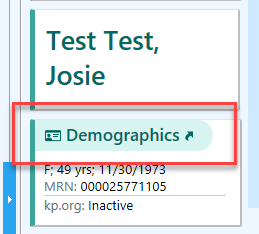 Test Test,
Josie
Demographics
F; 49 yrs; 11/30/1973
MRN: 000025771105
kp.org: Inactive